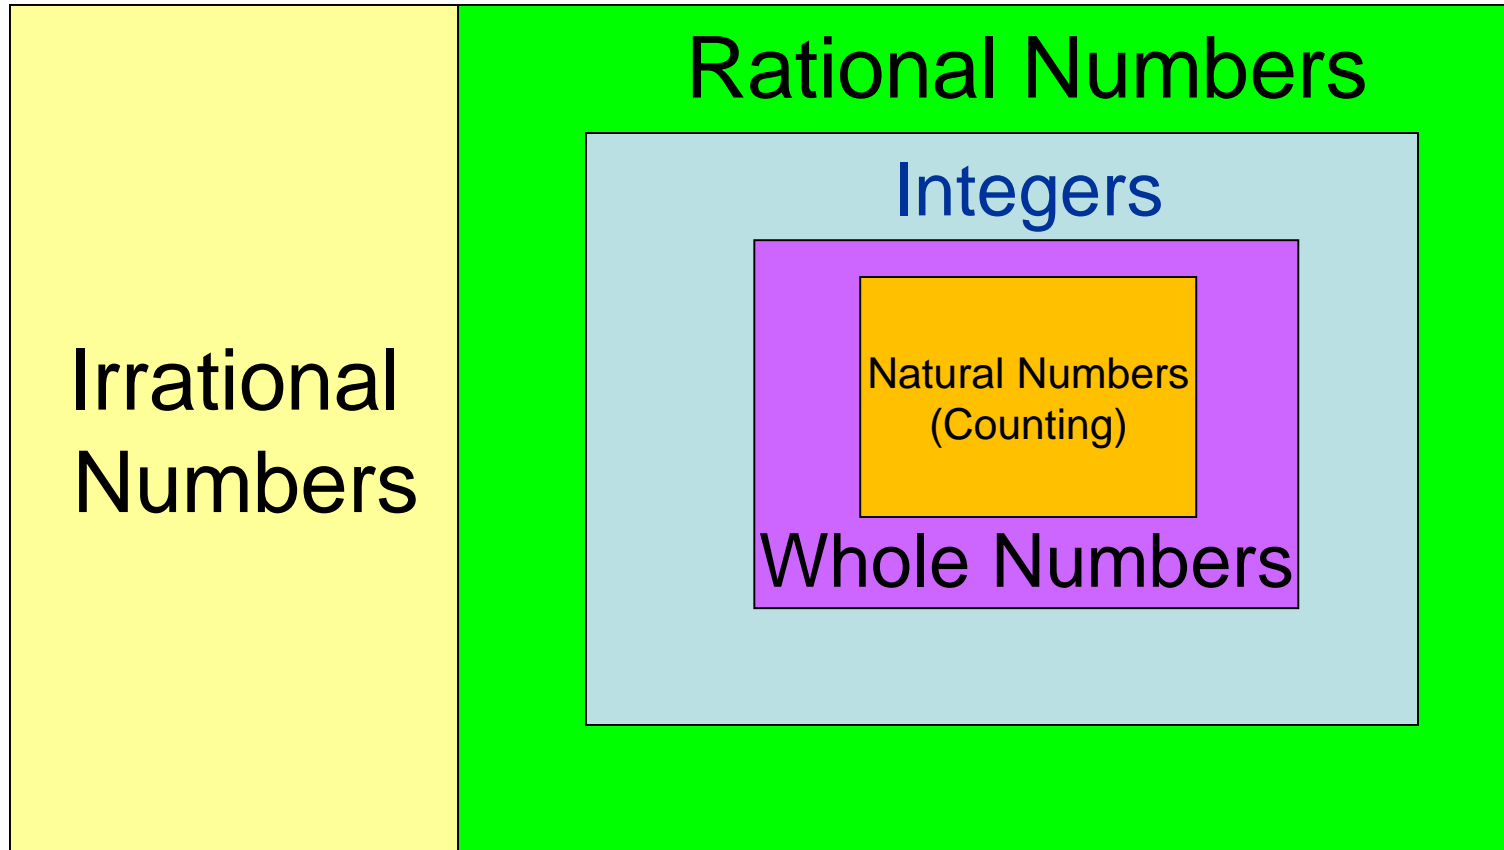 Rational Numbers
Integers
Natural Numbers
(Counting)
Whole Numbers
Irrational
Numbers